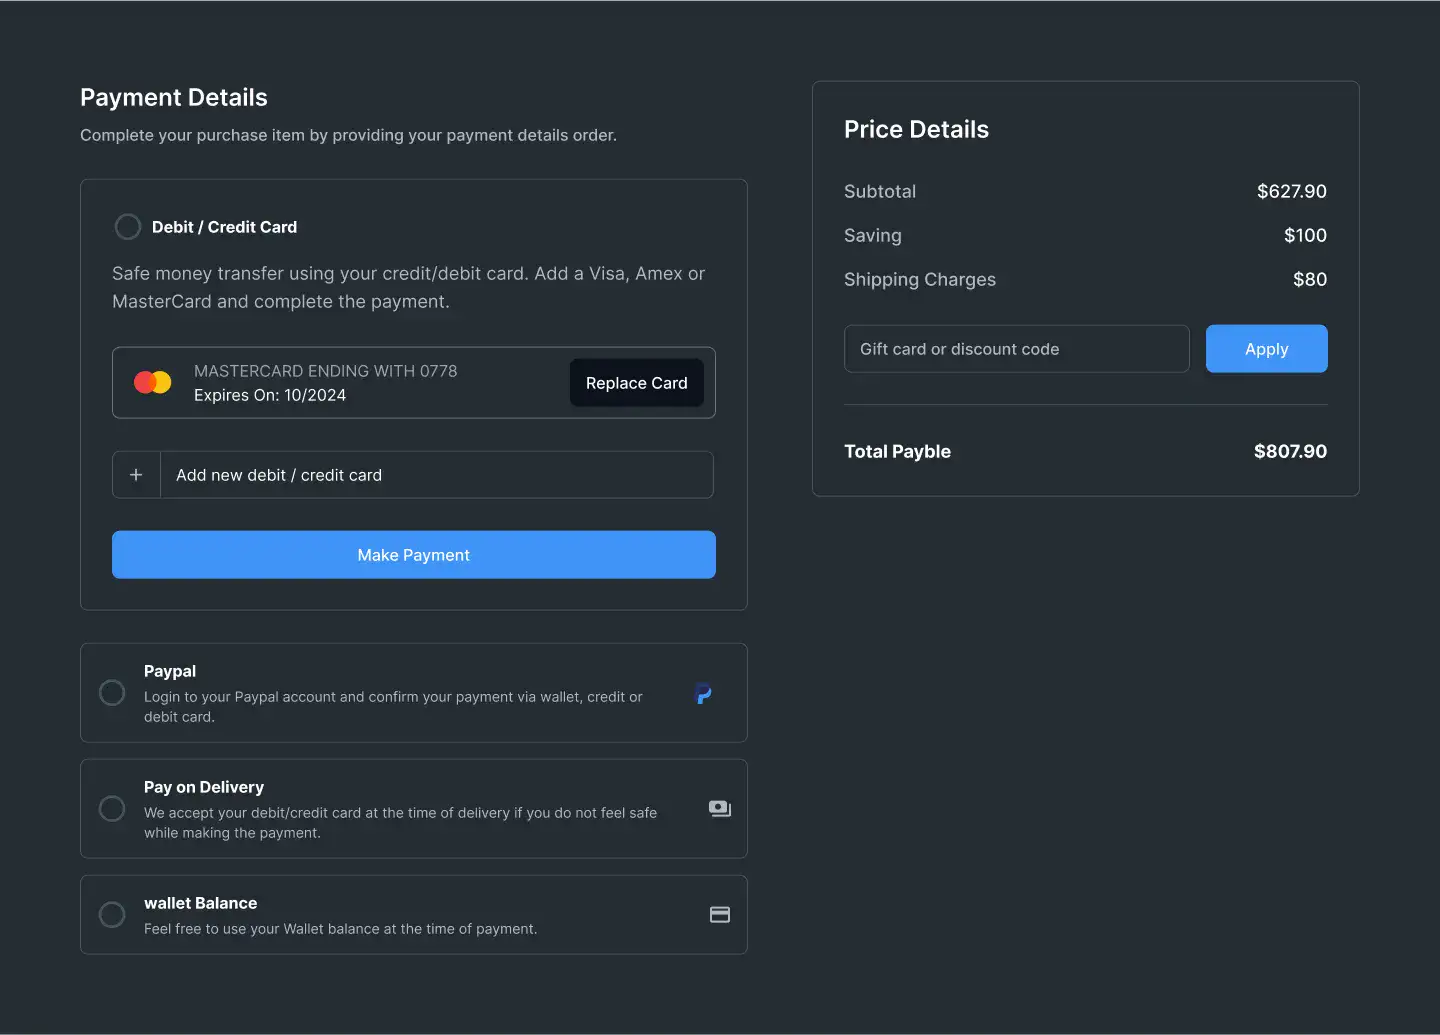 Payment Details
Complete your purchase item by providing your payment details order.
Debit / Credit Card
Safe money transfer using your credit/debit card. Add a Visa, Amex or
MasterCard and complete the payment.
MASTERCARD ENDING WITH 0778
Expires On: 10/2024
Replace Card
+ Add new debit / credit card
Make Payment
Paypal
Login to your Paypal account and confirm your payment via wallet, credit or
debit card.
Pay on Delivery
We accept your debit/credit card at the time of delivery if you do not feel safe
while making the payment.
wallet Balance
Feel free to use your Wallet balance at the time of payment.
Price Details
Subtotal $627.90
Saving $100
Shipping Charges $80
Gift card or discount code Apply
Total Payble $807.90